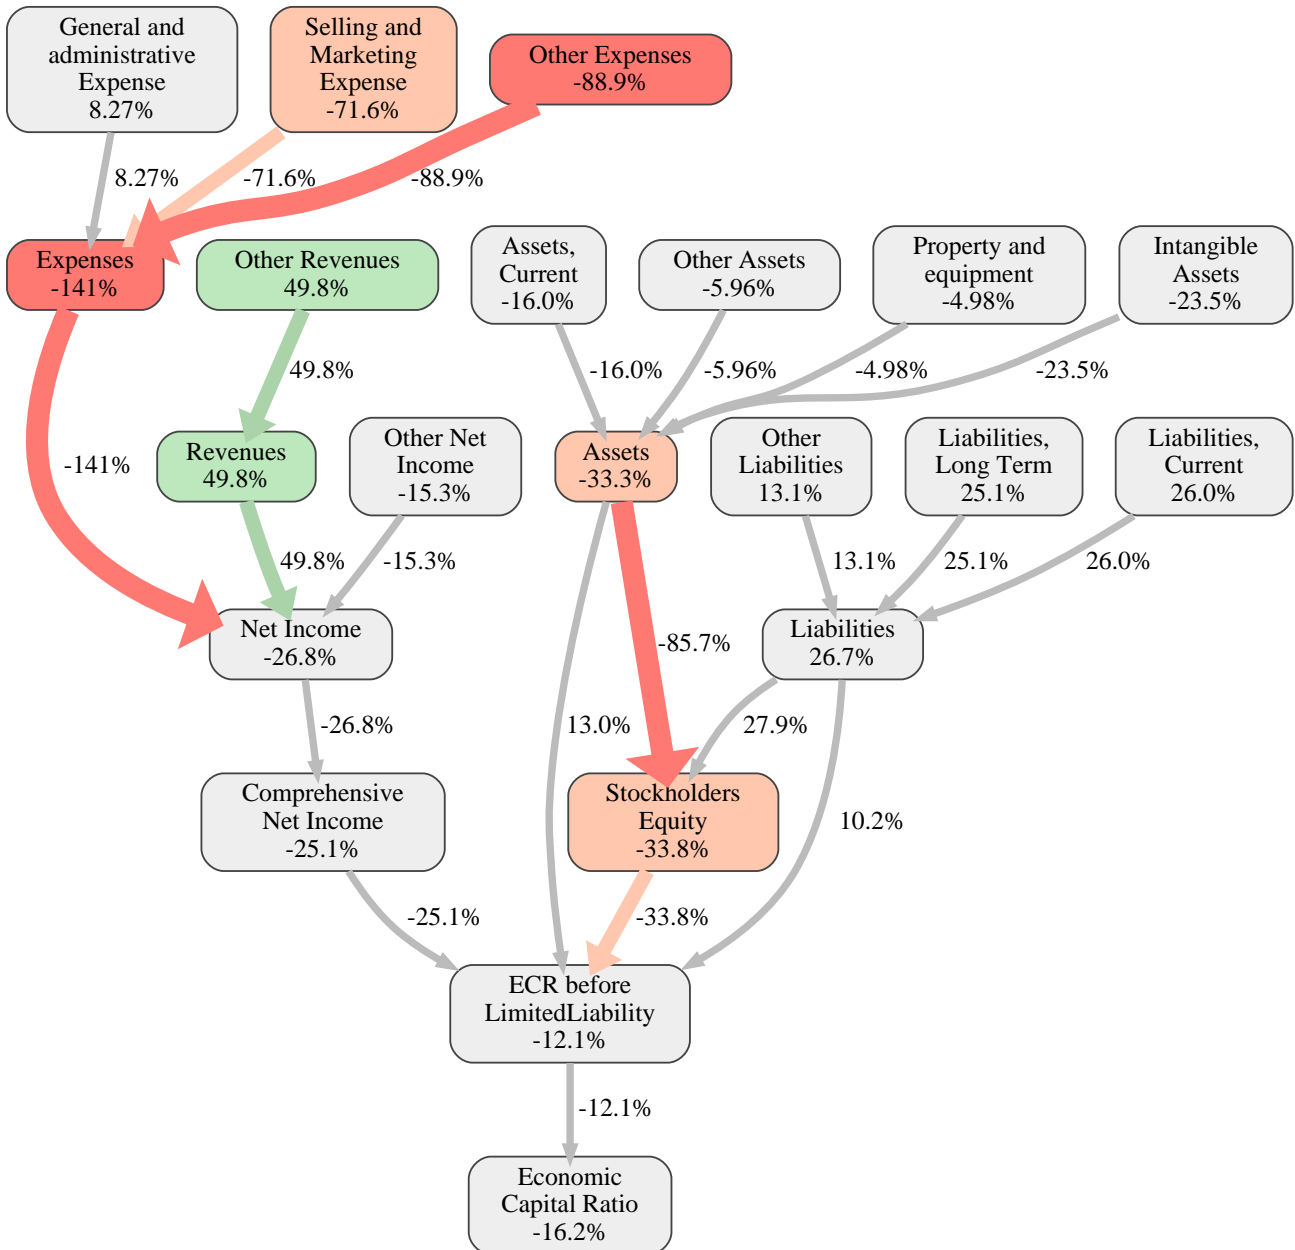 General and
administrative
Expense
8.27%
Selling and
Marketing
Expense
-71.6%
Other Expenses
-88.9%
8.27%
-71.6%
-88.9%
Expenses
-141%
Other Revenues
49.8%
Assets,
Current
-16.0%
Other Assets
-5.96%
Property and
equipment
-4.98%
Intangible
Assets
-23.5%
49.8%
-16.0%
-5.96%
-4.98%
-23.5%
-141%
Revenues
49.8%
Other Net
Income
-15.3%
Assets
-33.3%
Other
Liabilities
13.1%
Liabilities,
Long Term
25.1%
Liabilities,
Current
26.0%
49.8%
-15.3%
13.1%
25.1%
26.0%
Net Income
-26.8%
-85.7%
Liabilities
26.7%
-26.8%
13.0%
27.9%
Comprehensive
Net Income
-25.1%
Stockholders
Equity
-33.8%
10.2%
-25.1%
-33.8%
ECR before
LimitedLiability
-12.1%
-12.1%
Economic
Capital Ratio
-16.2%